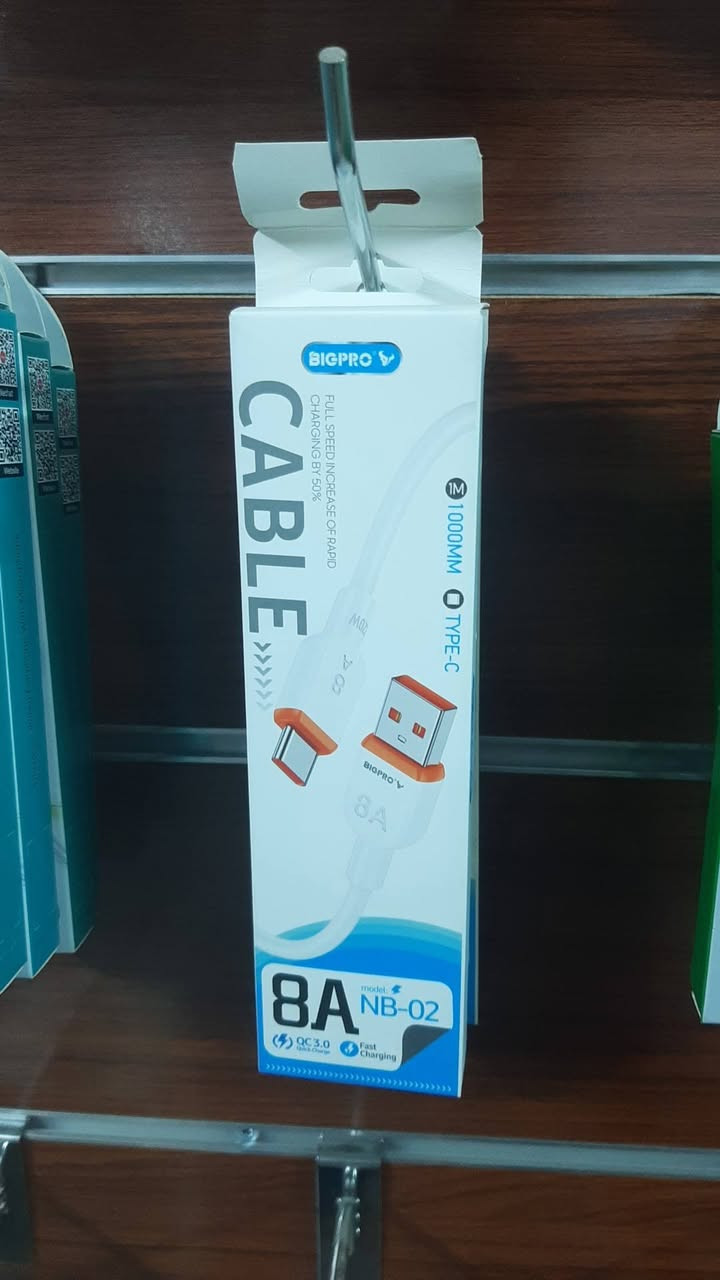 BIGPRO
CABLE
FULL SPEED INCREASE OF RAPID
CHARGING BY 50%
1M 1000MM
TYPE-C
8A
BIGPRO
8A
8A
model:
NB-02
QC3.0
Quick Charge
Fast
Charging